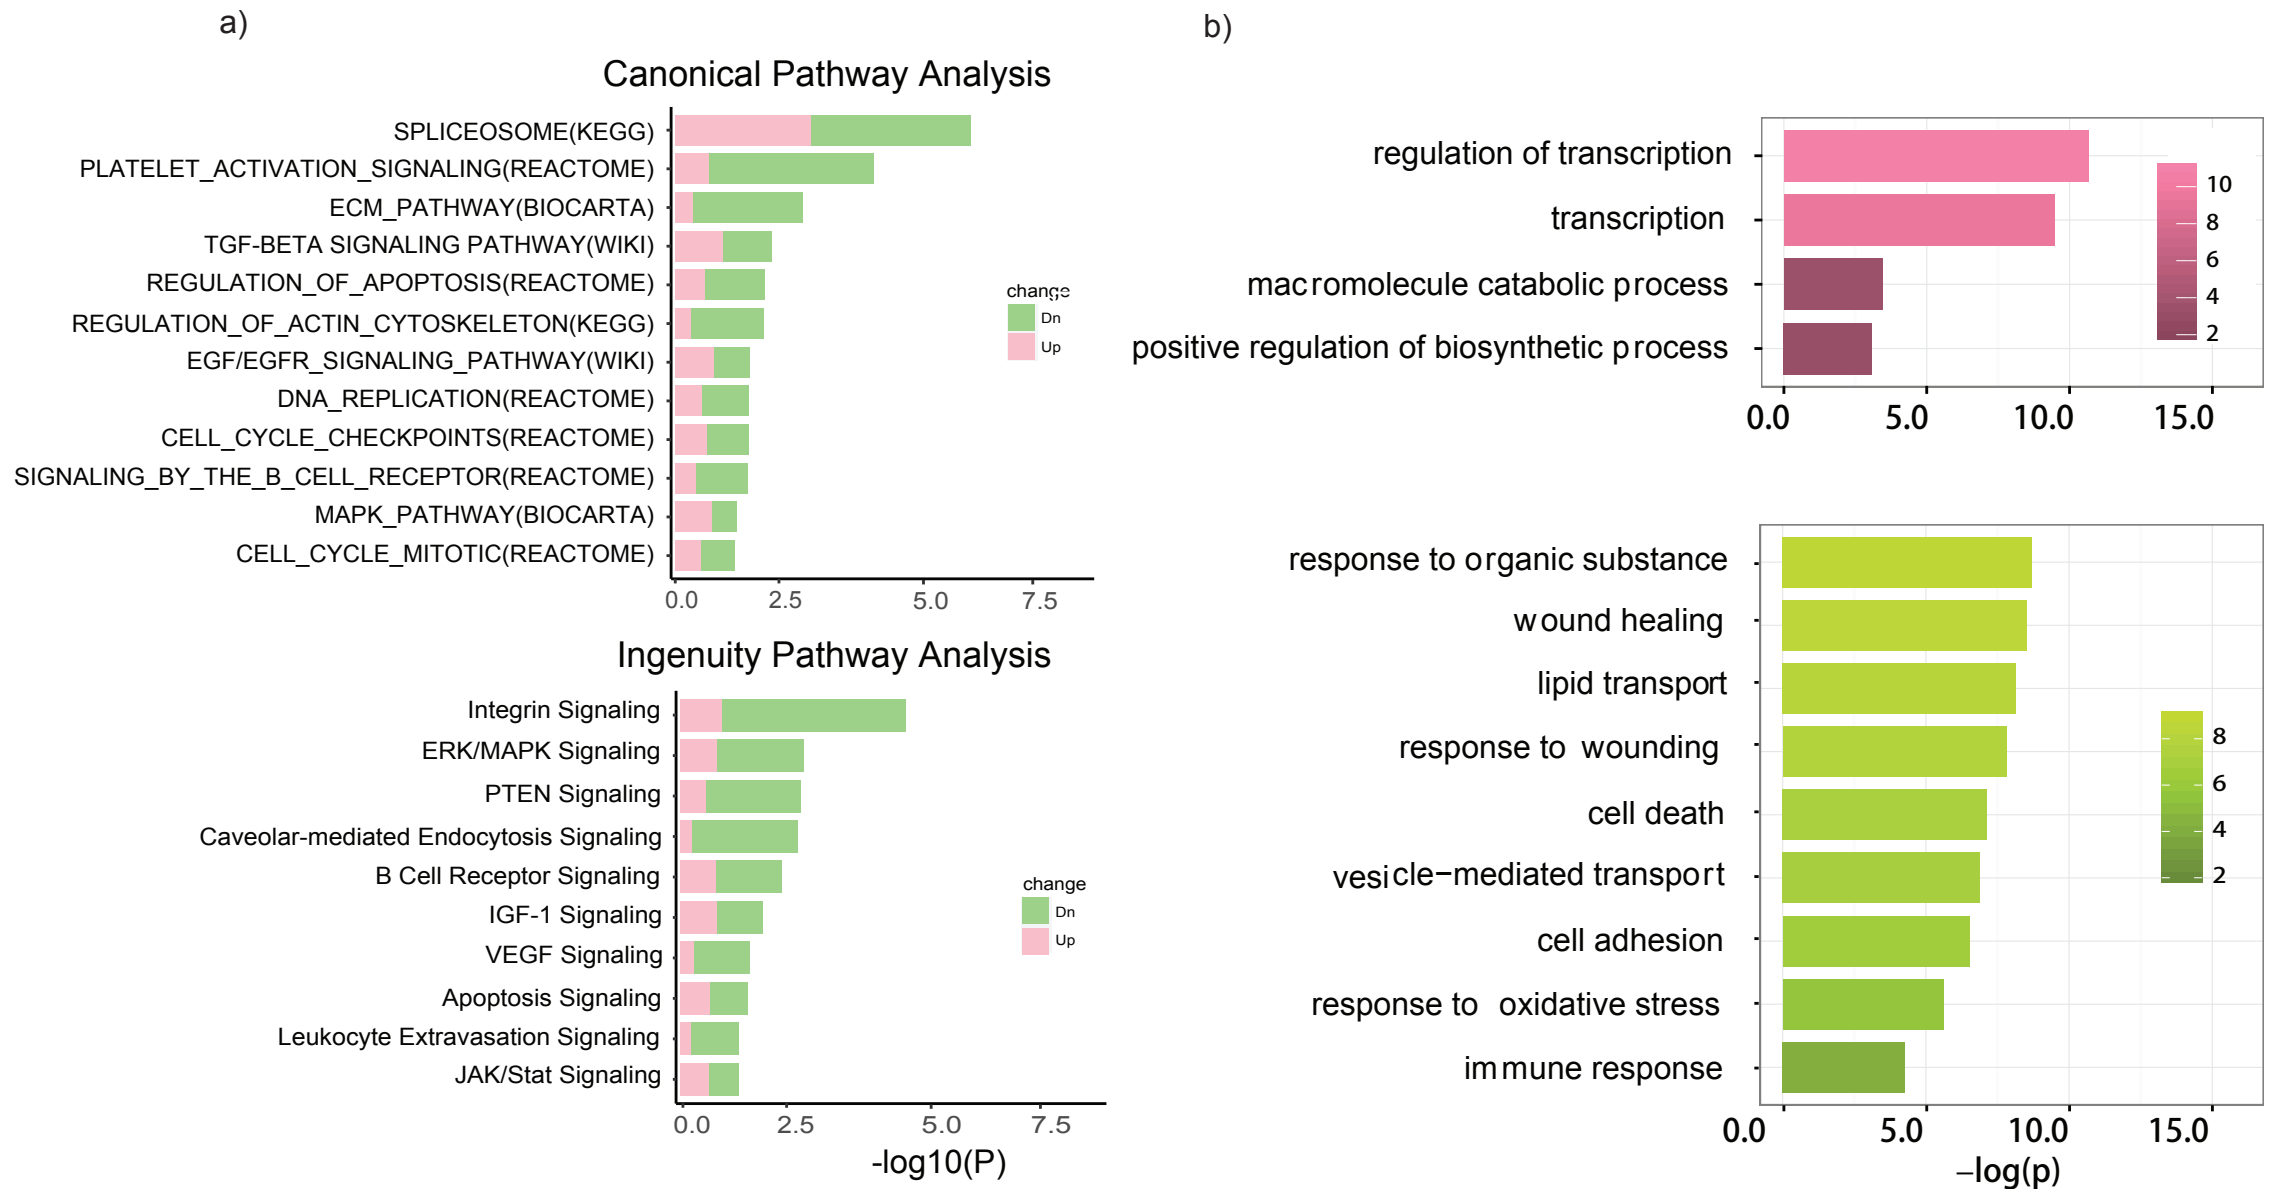 a)
Canonical Pathway Analysis
SPLICEOSOME(KEGG)
PLATELET_ACTIVATION_SIGNALING(REACTOME)
ECM_PATHWAY(BIOCARTA)
TGF-BETA SIGNALING PATHWAY(WIKI)
REGULATION_OF_APOPTOSIS(REACTOME)
REGULATION_OF_ACTIN_CYTOSKELETON(KEGG)
EGF/EGFR_SIGNALING_PATHWAY(WIKI)
DNA_REPLICATION(REACTOME)
CELL_CYCLE_CHECKPOINTS(REACTOME)
SIGNALING_BY_THE_B_CELL_RECEPTOR(REACTOME)
MAPK_PATHWAY(BIOCARTA)
CELL_CYCLE_MITOTIC(REACTOME)
change
Dn
Up
0.0 2.5 5.0 7.5
Ingenuity Pathway Analysis
Integrin Signaling
ERK/MAPK Signaling
PTEN Signaling
Caveolar-mediated Endocytosis Signaling
B Cell Receptor Signaling
IGF-1 Signaling
VEGF Signaling
Apoptosis Signaling
Leukocyte Extravasation Signaling
JAK/Stat Signaling
change
Dn
Up
0.0 2.5 5.0 7.5
-log10(P)
b)
regulation of transcription
transcription
macromolecule catabolic process
positive regulation of biosynthetic process
10
8
6
4
2
0.0 5.0 10.0 15.0
response to organic substance
wound healing
lipid transport
response to wounding
cell death
vesicle−mediated transport
cell adhesion
response to oxidative stress
immune response
8
6
4
2
0.0 5.0 10.0 15.0
−log(p)